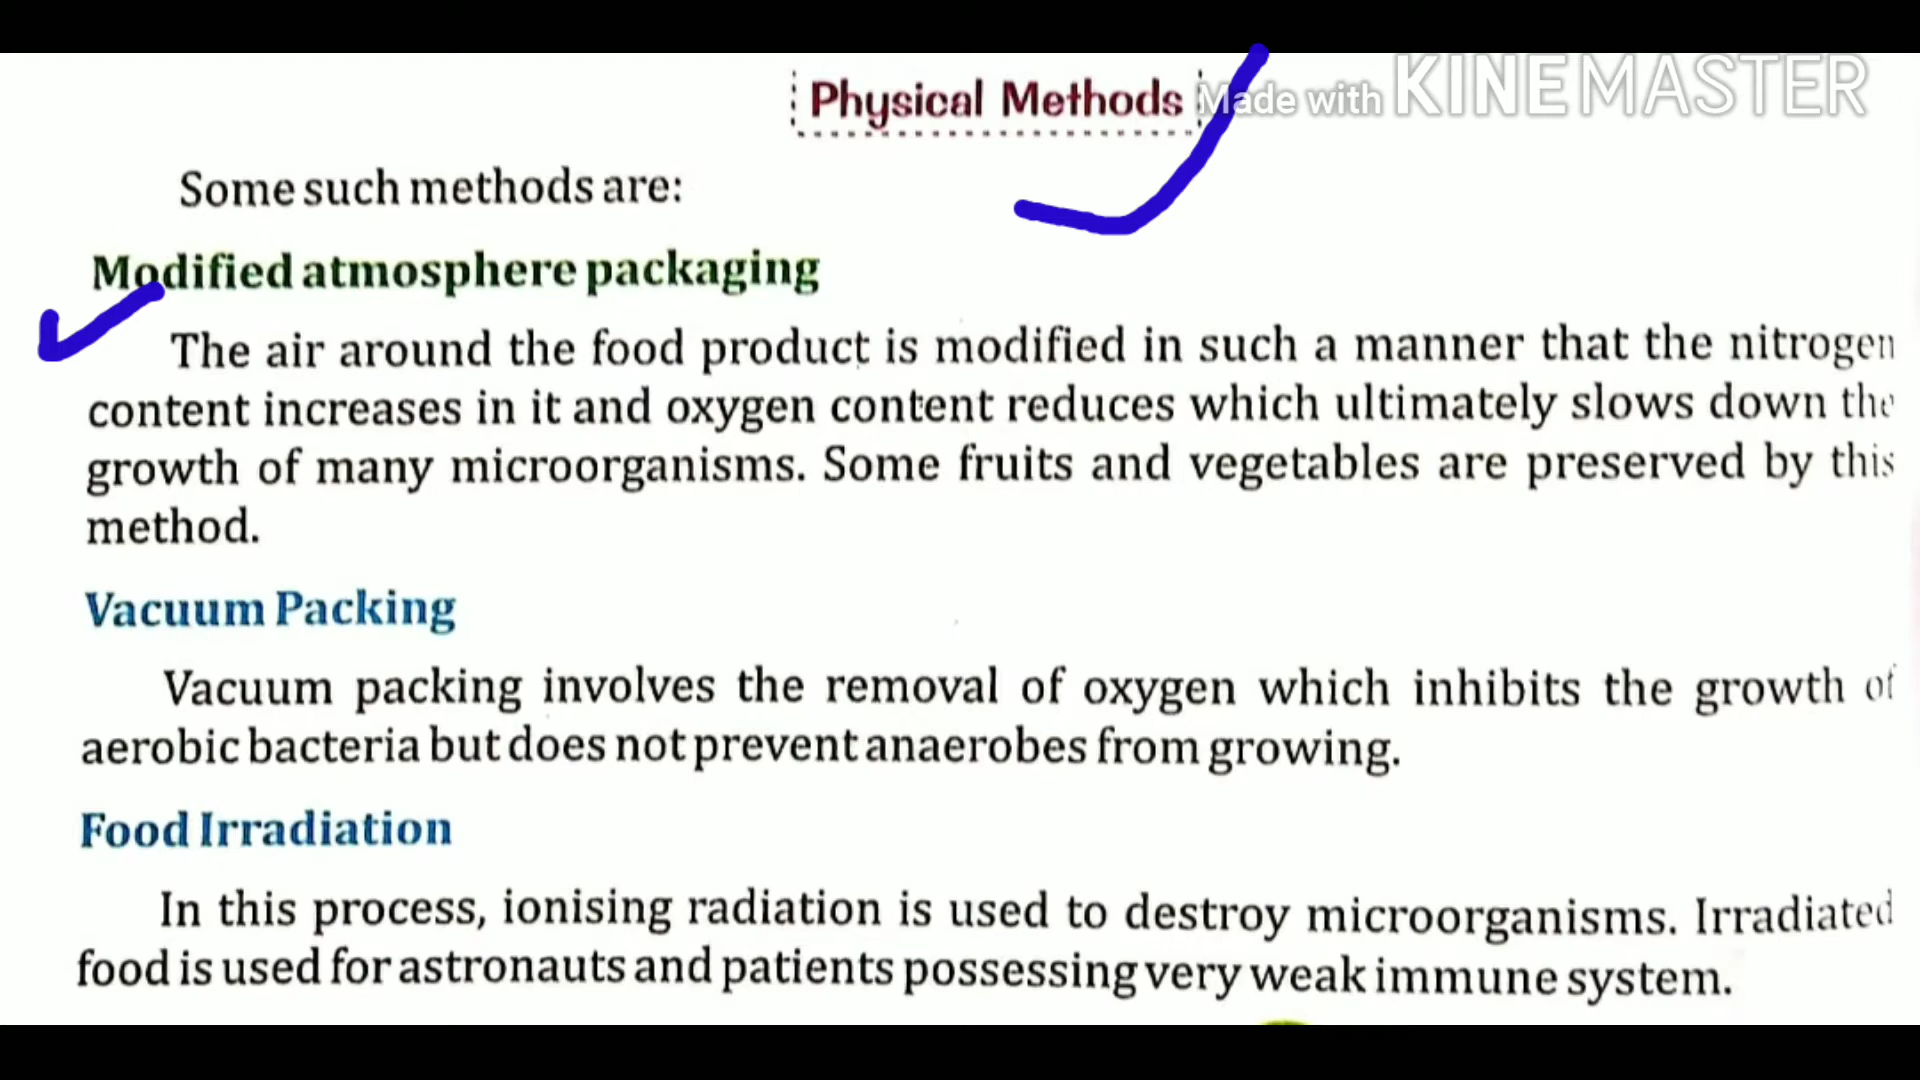 Physical Methods
Made with KINEMASTER
Some such methods are:
Modified atmosphere packaging
The air around the food product is modified in such a manner that the nitrogen
content increases in it and oxygen content reduces which ultimately slows down the
growth of many microorganisms. Some fruits and vegetables are preserved by this
method.
Vacuum Packing
Vacuum packing involves the removal of oxygen which inhibits the growth of
aerobic bacteria but does not prevent anaerobes from growing.
Food Irradiation
In this process, ionising radiation is used to destroy microorganisms. Irradiated
food is used for astronauts and patients possessing very weak immune system.